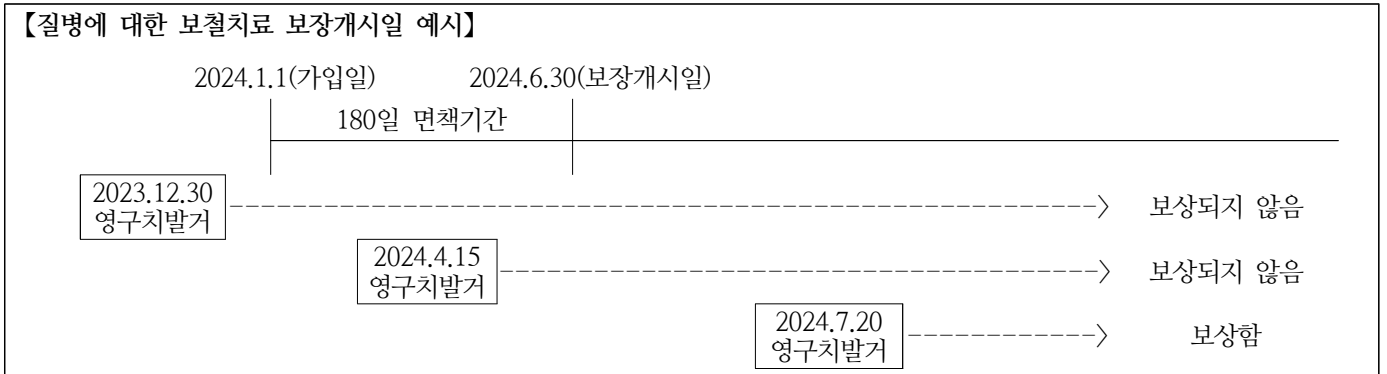 【질병에 대한 보철치료 보장개시일 예시】
2024.1.1(가입일) 2024.6.30(보장개시일)
180일 면책기간
2023.12.30
영구치발거
보상되지 않음
2024.4.15
영구치발거
보상되지 않음
2024.7.20
영구치발거
보상함